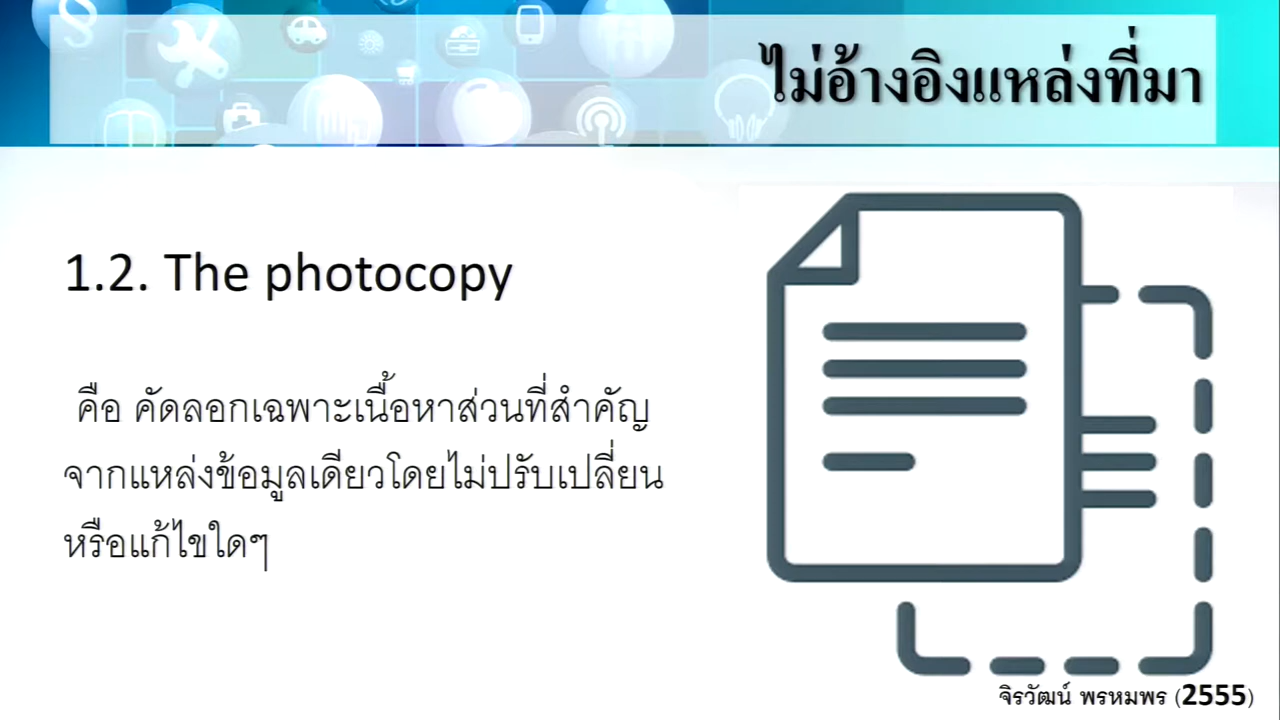 ไม่อ้างอิงแหล่งที่มา
1.2. The photocopy
คือ คัดลอกเฉพาะเนื้อหาส่วนที่สำคัญ
จากแหล่งข้อมูลเดียวโดยไม่ปรับเปลี่ยน
หรือแก้ไขใดๆ
จิรวัฒน์ พรหมพร (2555)